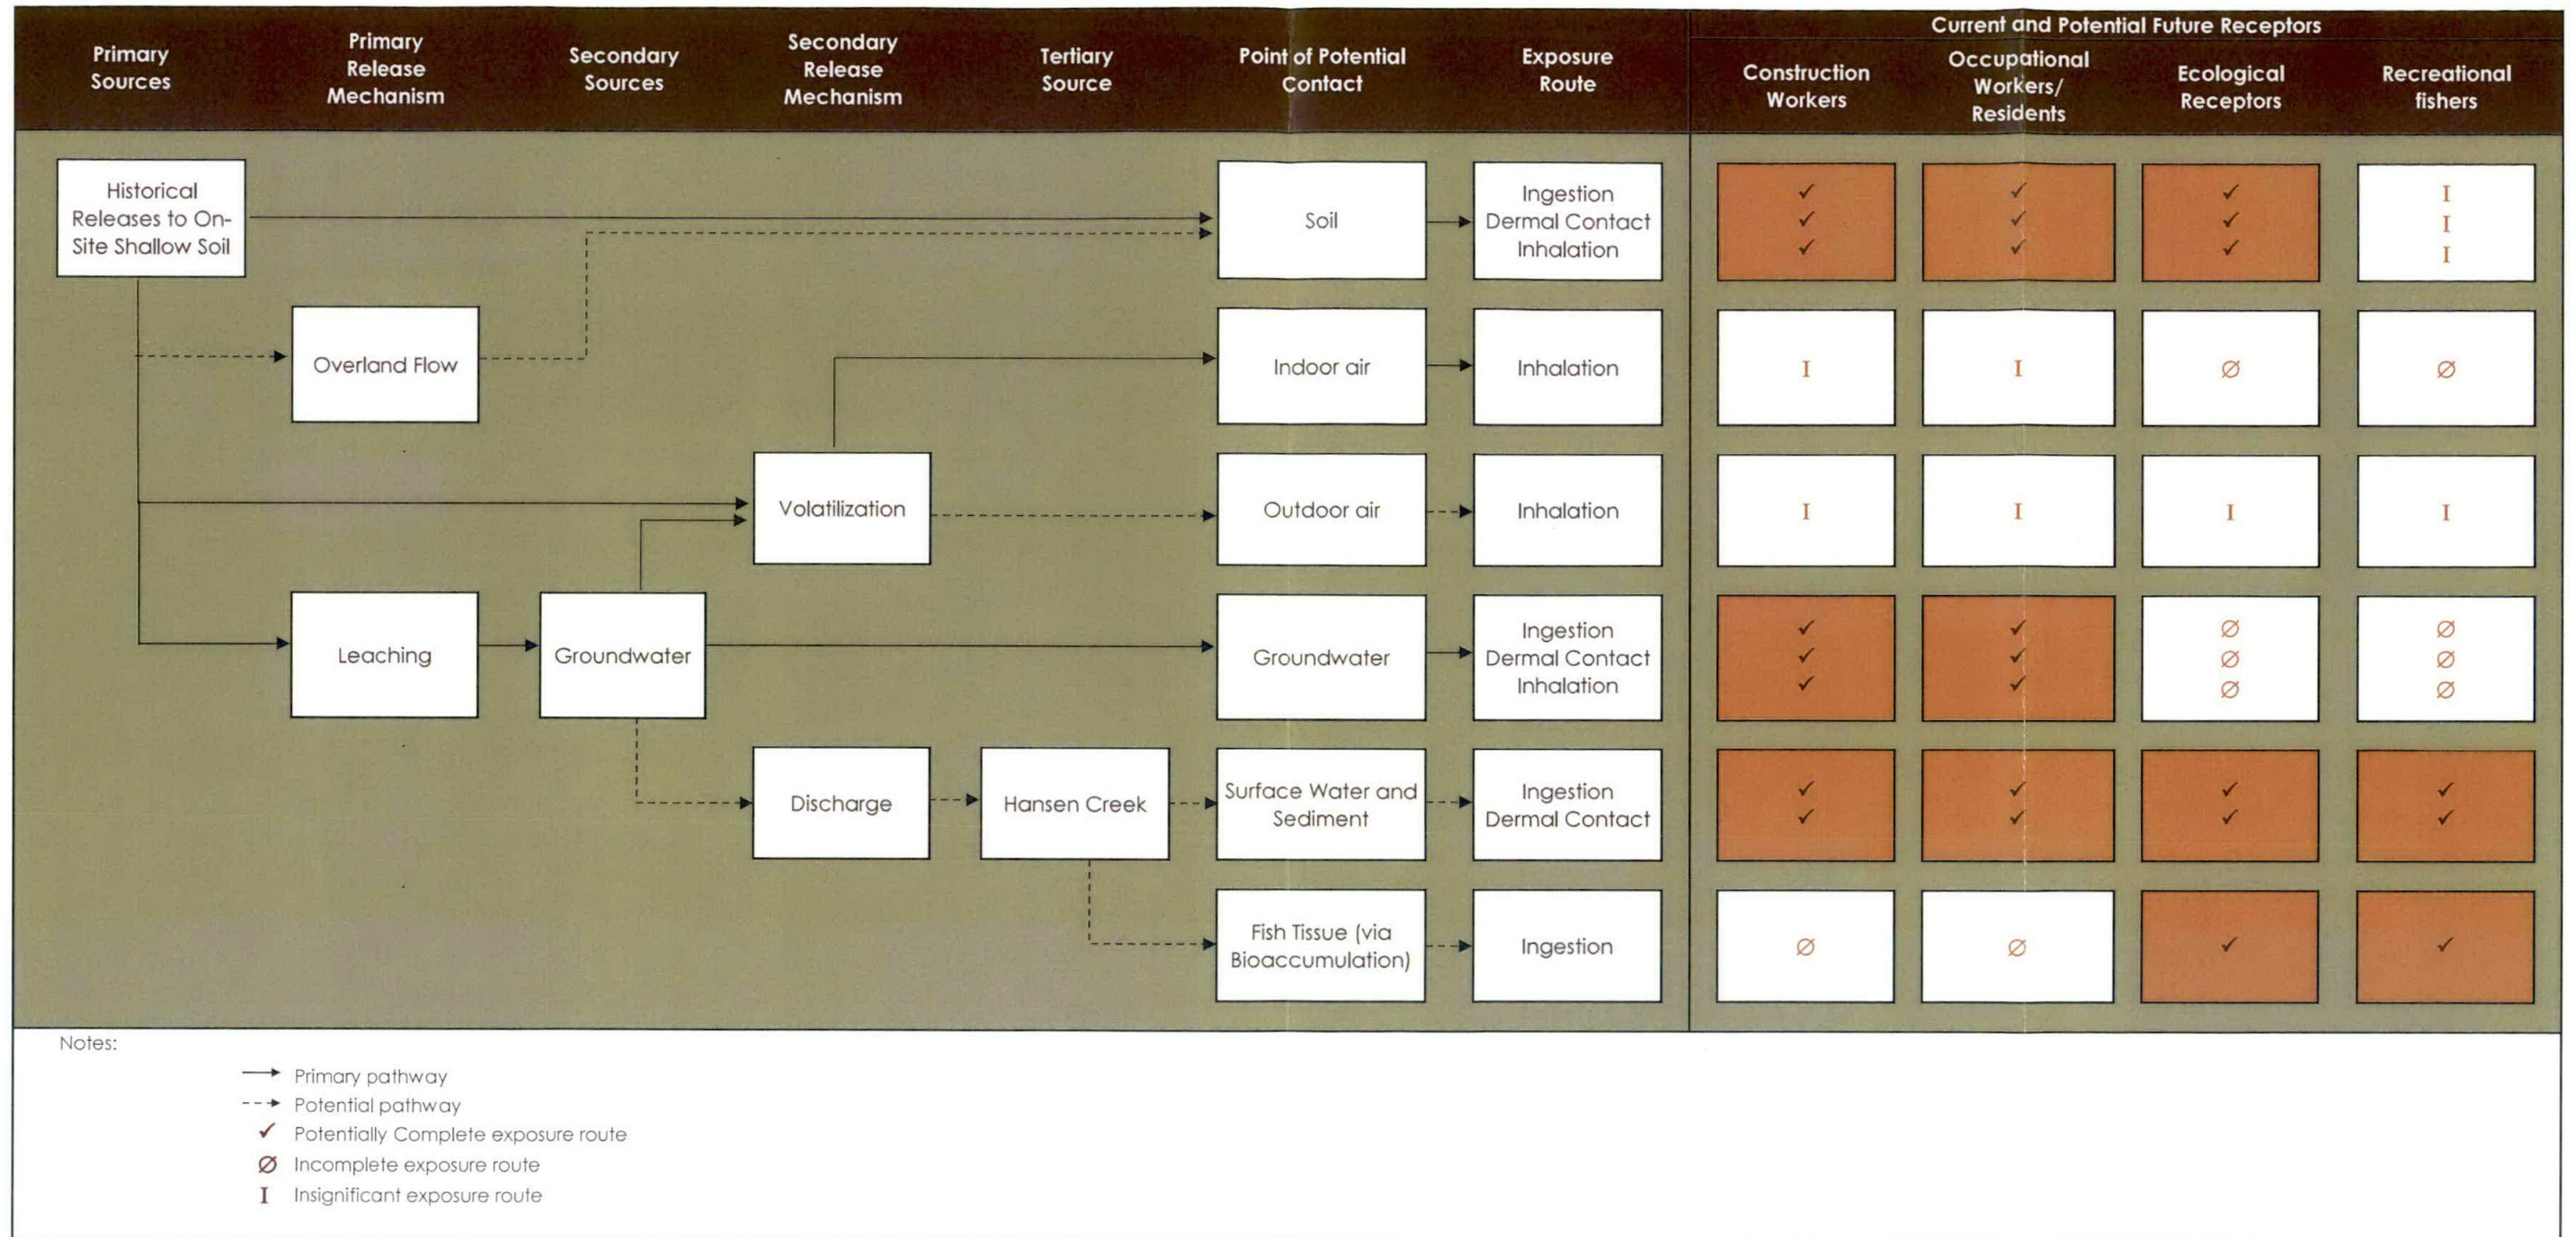 Current and Potential Future Receptors
Primary
Sources
Primary
Release
Mechanism
Secondary
Sources
Secondary
Release
Mechanism
Tertiary
Source
Point of Potential
Contact
Exposure
Route
Construction
Workers
Occupational
Workers/
Residents
Ecological
Receptors
Recreational
fishers
Historical
Releases to On-
Site Shallow Soil
Soil
Ingestion
Dermal Contact
Inhalation
✓ ✓ ✓ I
✓ ✓ ✓ I
✓ ✓ ✓ I
Overland Flow
Indoor air
Inhalation
I I ∅ ∅
Volatilization
Outdoor air
Inhalation
I I I I
Leaching
Groundwater
Groundwater
Ingestion
Dermal Contact
Inhalation
✓ ✓ ∅ ∅
✓ ✓ ∅ ∅
✓ ✓ ∅ ∅
Discharge
Hansen Creek
Surface Water and
Sediment
Ingestion
Dermal Contact
✓ ✓ ✓ ✓
✓ ✓ ✓ ✓
Fish Tissue (via
Bioaccumulation)
Ingestion
∅ ∅ ✓ ✓
Notes:
Primary pathway
Potential pathway
✓ Potentially Complete exposure route
∅ Incomplete exposure route
I Insignificant exposure route